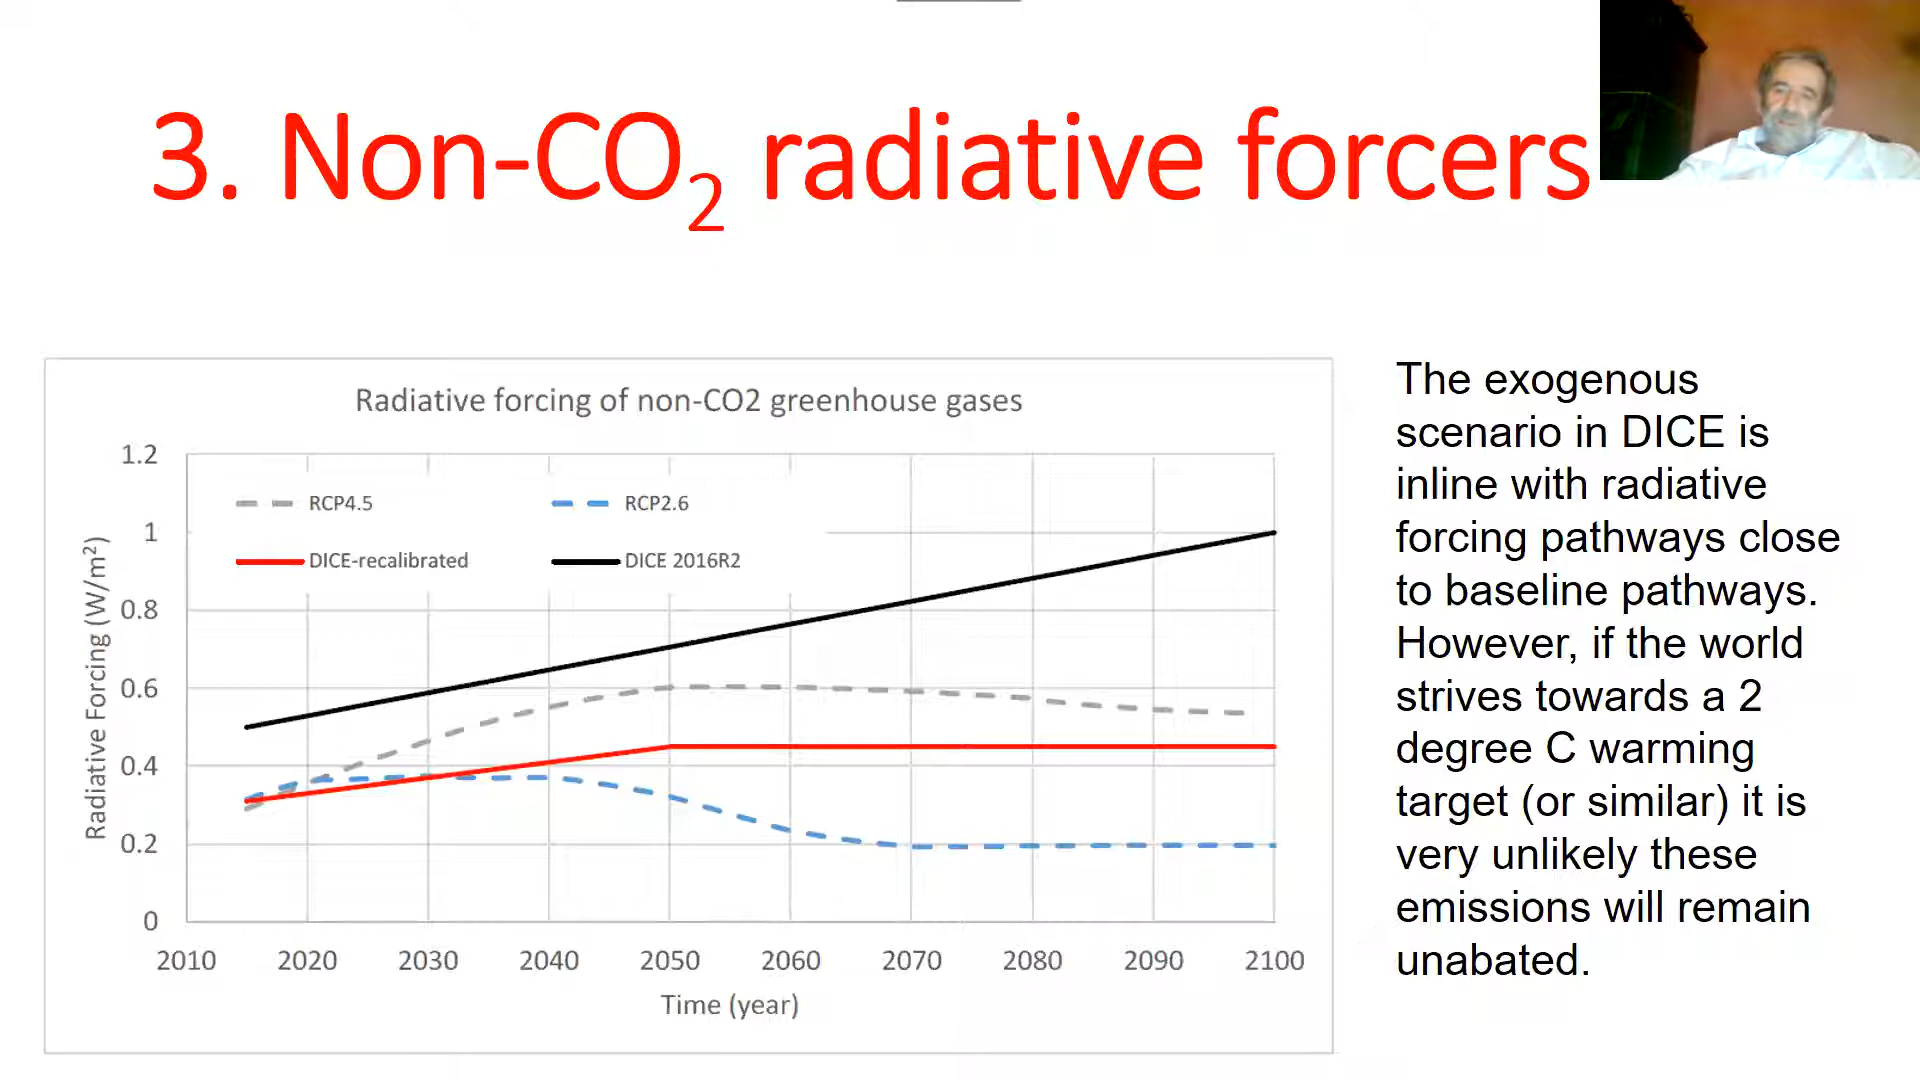 3. Non-CO₂ radiative forcers
Radiative forcing of non-CO2 greenhouse gases
Radiative Forcing (W/m²)
1.2
1
0.8
0.6
0.4
0.2
0
RCP4.5
RCP2.6
DICE-recalibrated
DICE 2016R2
2010 2020 2030 2040 2050 2060 2070 2080 2090 2100
Time (year)
The exogenous
scenario in DICE is
inline with radiative
forcing pathways close
to baseline pathways.
However, if the world
strives towards a 2
degree C warming
target (or similar) it is
very unlikely these
emissions will remain
unabated.